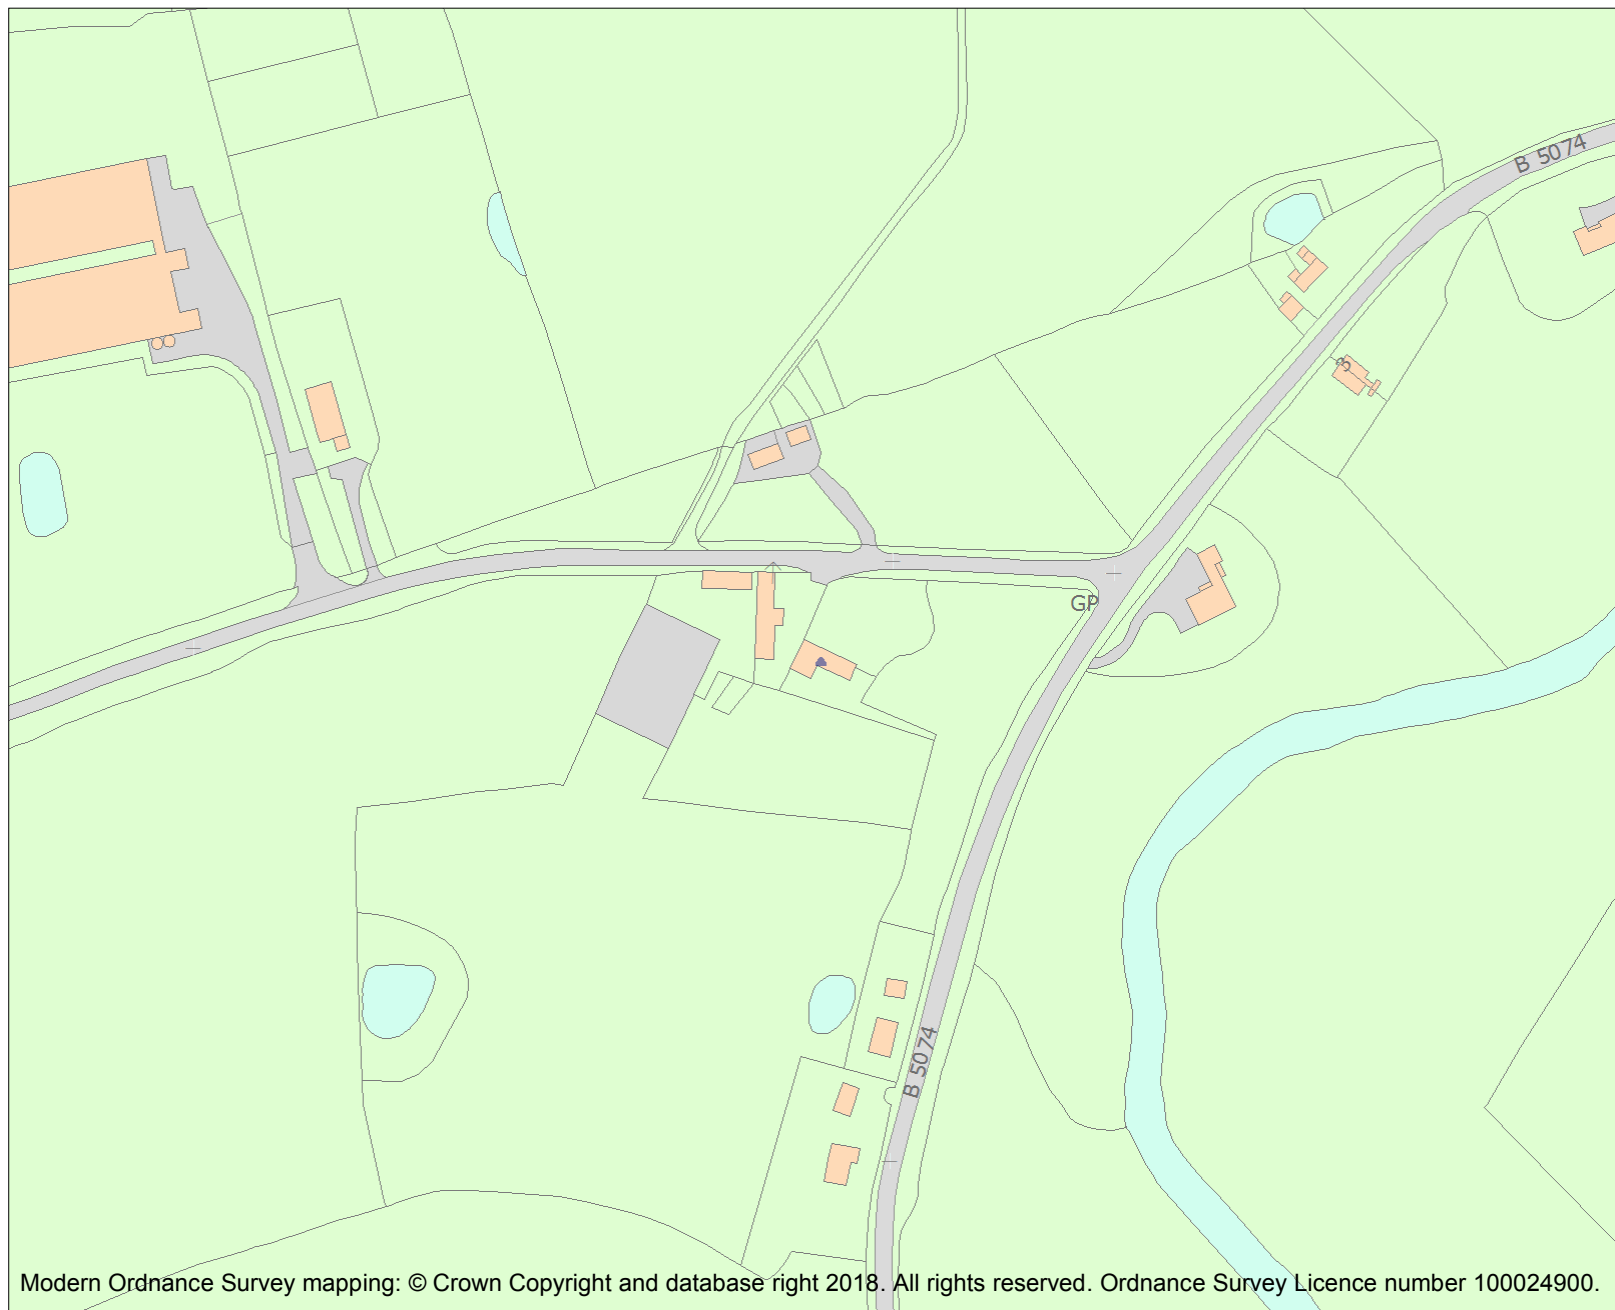 B 5074
3
GP
B 5074
Modern Ordnance Survey mapping: © Crown Copyright and database right 2018. All rights reserved. Ordnance Survey Licence number 100024900.